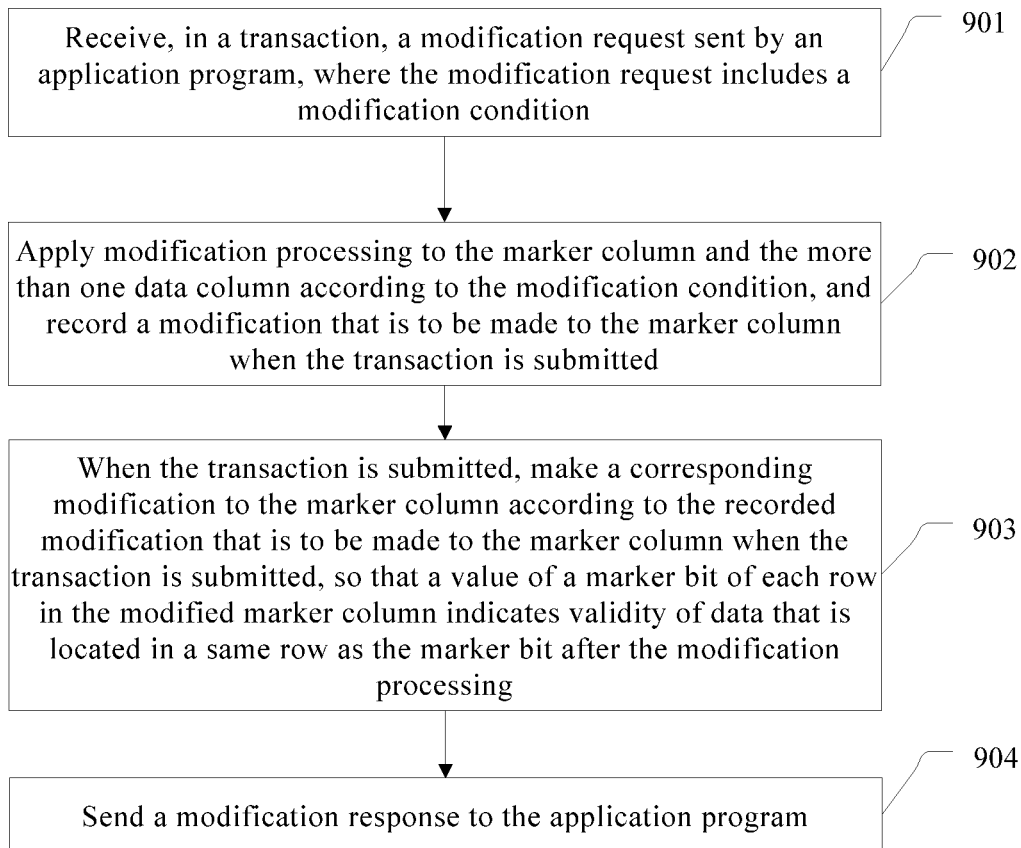 Receive, in a transaction, a modification request sent by an
application program, where the modification request includes a
modification condition
901
Apply modification processing to the marker column and the more
than one data column according to the modification condition, and
record a modification that is to be made to the marker column
when the transaction is submitted
902
When the transaction is submitted, make a corresponding
modification to the marker column according to the recorded
modification that is to be made to the marker column when the
transaction is submitted, so that a value of a marker bit of each row
in the modified marker column indicates validity of data that is
located in a same row as the marker bit after the modification
processing
903
Send a modification response to the application program
904